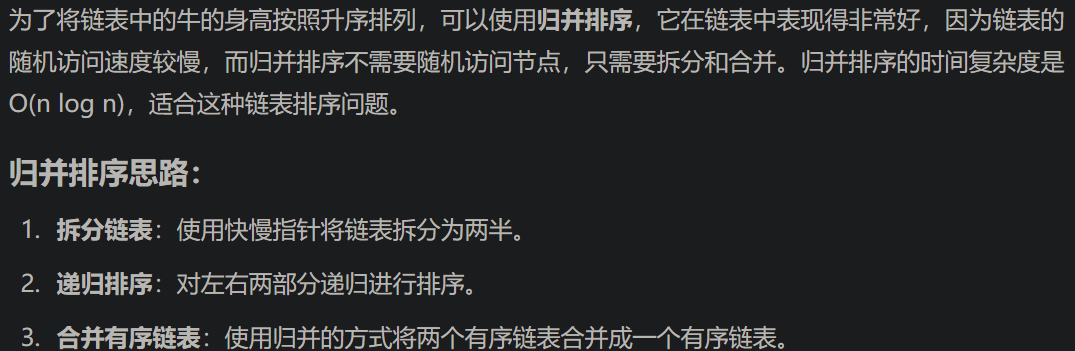 为了将链表中的牛的身高按照升序排列，可以使用归并排序，它在链表中表现得非常好，因为链表的
随机访问速度较慢，而归并排序不需要随机访问节点，只需要拆分和合并。归并排序的时间复杂度是
O(n log n)，适合这种链表排序问题。
归并排序思路：
1. 拆分链表：使用快慢指针将链表拆分为两半。
2. 递归排序：对左右两部分递归进行排序。
3. 合并有序链表：使用归并的方式将两个有序链表合并成一个有序链表。